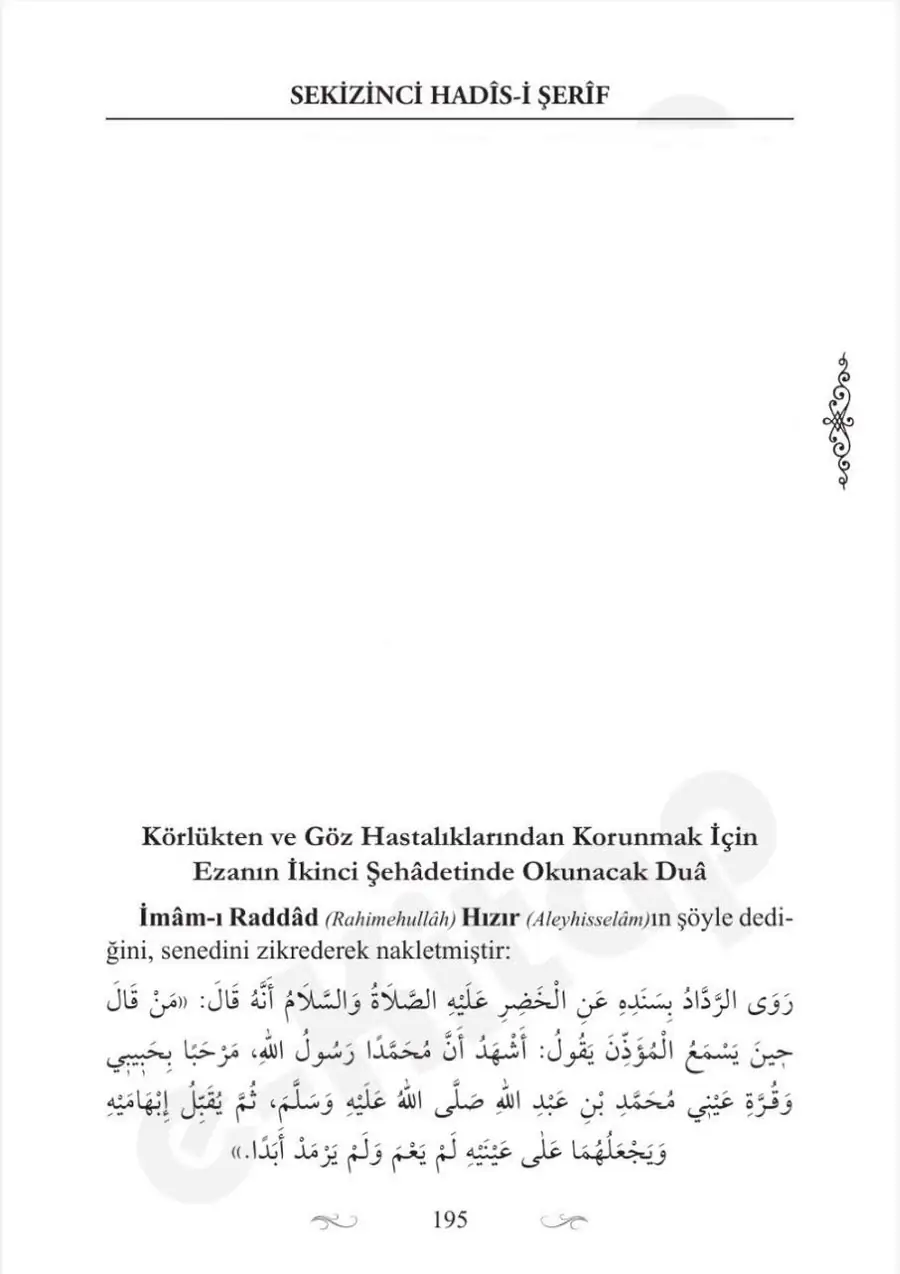 SEKİZİNCİ HADÎS-İ ŞERÎF
Körlükten ve Göz Hastalıklarından Korunmak İçin
Ezanın İkinci Şehâdetinde Okunacak Duâ
İmâm-ı Raddâd (Rahimehullâh) Hızır (Aleyhisselâm)ın şöyle dedi-
ğini, senedini zikrederek nakletmiştir:
رَوَى الرَّدَّادُ بِسَنَدِهِ عَنِ الْخَضِرِ عَلَيْهِ الصَّلَاةُ وَالسَّلَامُ أَنَّهُ قَالَ: «مَنْ قَالَ
حِينَ يَسْمَعُ الْمُؤَذِّنَ يَقُولُ: أَشْهَدُ أَنَّ مُحَمَّدًا رَسُولُ اللهِ، مَرْحَبًا بِحَبِيبِي
وَقُرَّةِ عَيْنِي مُحَمَّدِ بْنِ عَبْدِ اللهِ صَلَّى اللهُ عَلَيْهِ وَسَلَّمَ، ثُمَّ يُقَبِّلُ إِبْهَامَيْهِ
وَيَجْعَلُهُمَا عَلٰى عَيْنَيْهِ لَمْ يَعْمَ وَلَمْ يَرْمَدْ أَبَدًا.»
195